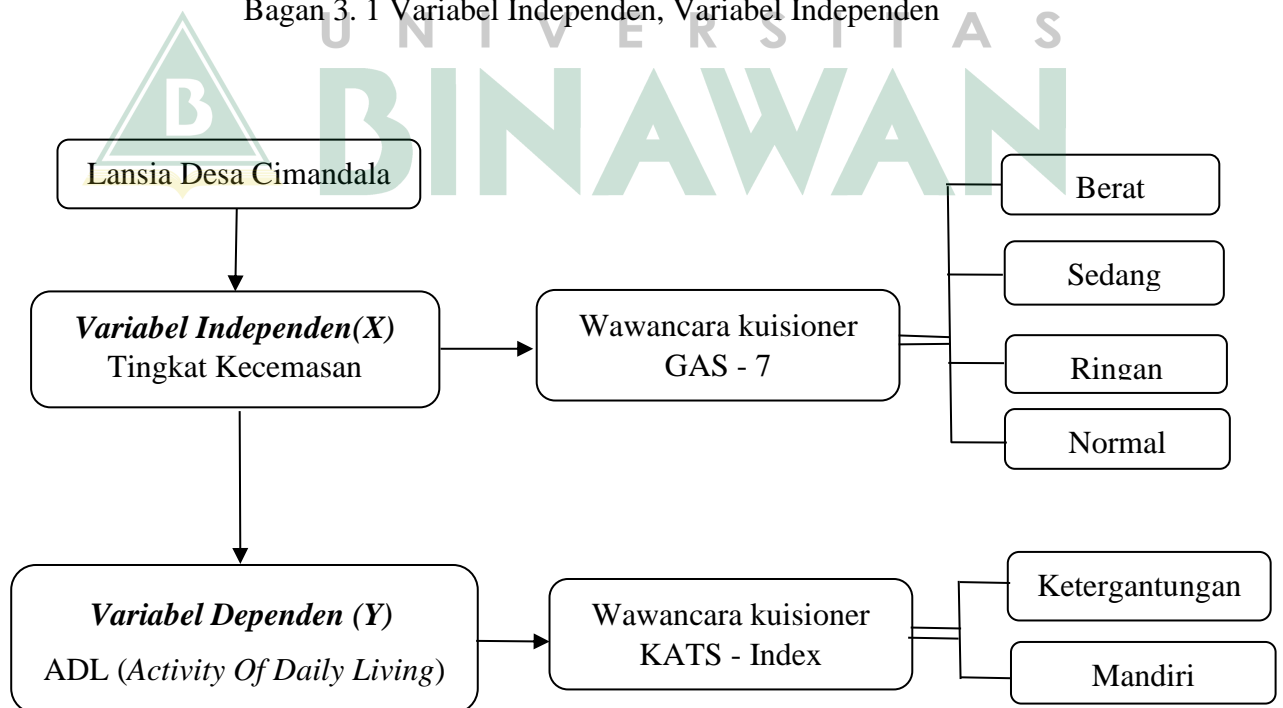 Bagan 3. 1 Variabel Independen, Variabel Independen
UNIVERSITAS
BINAWAN
B
Lansia Desa Cimandala
Variabel Independen(X)
Tingkat Kecemasan
Wawancara kuisioner
GAS - 7
Berat
Sedang
Ringan
Normal
Variabel Dependen (Y)
ADL (Activity Of Daily Living)
Wawancara kuisioner
KATS - Index
Ketergantungan
Mandiri